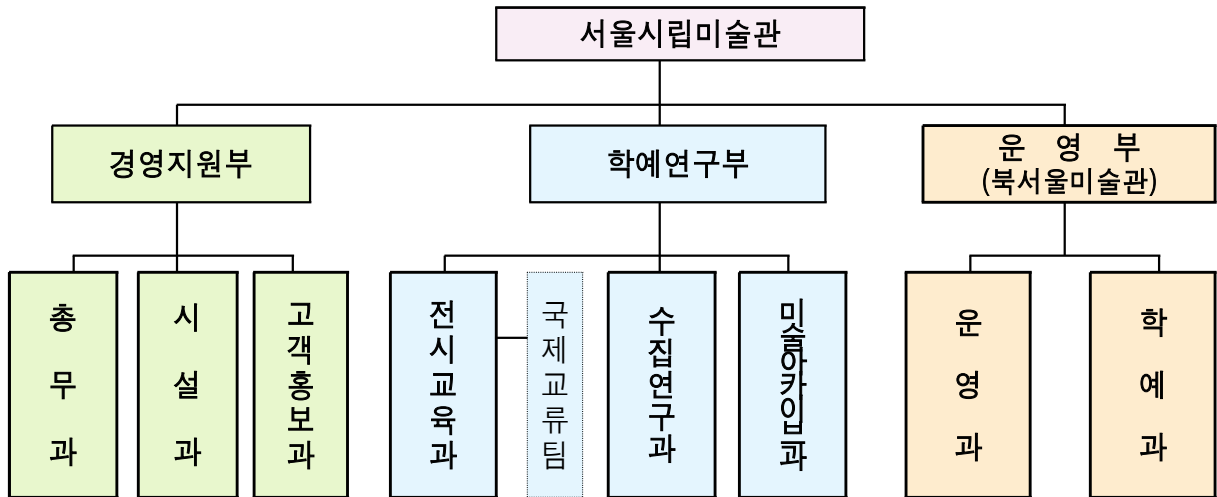 서울시립미술관
경영지원부
학예연구부
운 영 부
(북서울미술관)
총무과
시설과
고객홍보과
전시교육과
국제교류팀
수집연구과
미술아카입과
운영과
학예과